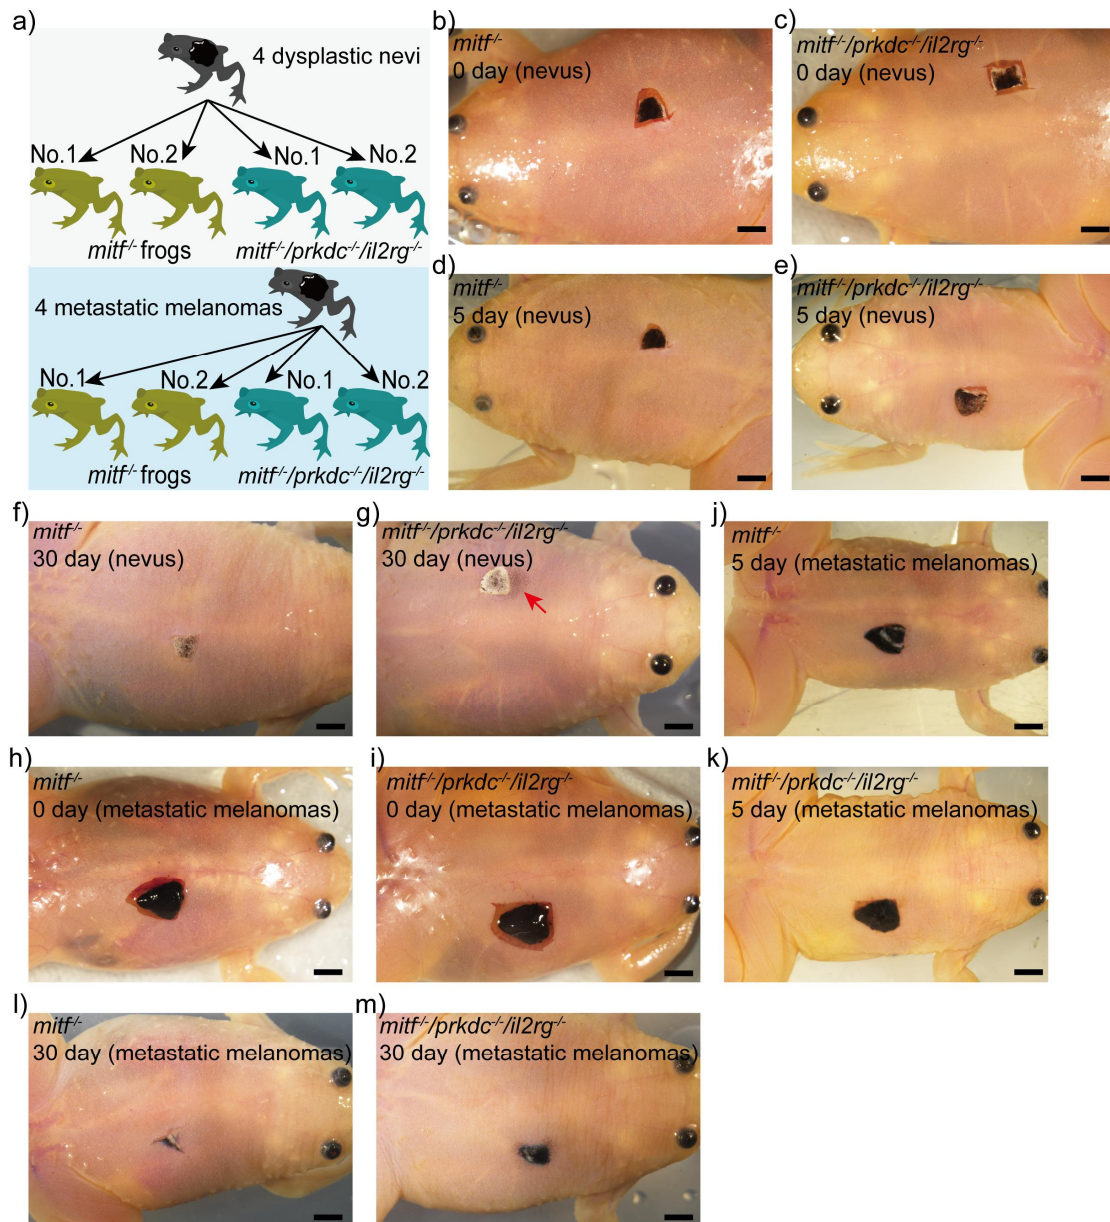 a)
4 dysplastic nevi
No.1 No.2 No.1 No.2
mitf-/- frogs mitf-/-/prkdc-/-/il2rg-/-
4 metastatic melanomas
No.1 No.2 No.1 No.2
mitf-/- frogs mitf-/-/prkdc-/-/il2rg-/-
b)
mitf-/-
0 day (nevus)
c)
mitf-/-/prkdc-/-/il2rg-/-
0 day (nevus)
d)
mitf-/-
5 day (nevus)
e)
mitf-/-/prkdc-/-/il2rg-/-
5 day (nevus)
f)
mitf-/-
30 day (nevus)
g)
mitf-/-/prkdc-/-/il2rg-/-
30 day (nevus)
j)
mitf-/-
5 day (metastatic melanomas)
h)
mitf-/-
0 day (metastatic melanomas)
i)
mitf-/-/prkdc-/-/il2rg-/-
0 day (metastatic melanomas)
k)
mitf-/-/prkdc-/-/il2rg-/-
5 day (metastatic melanomas)
l)
mitf-/-
30 day (metastatic melanomas)
m)
mitf-/-/prkdc-/-/il2rg-/-
30 day (metastatic melanomas)